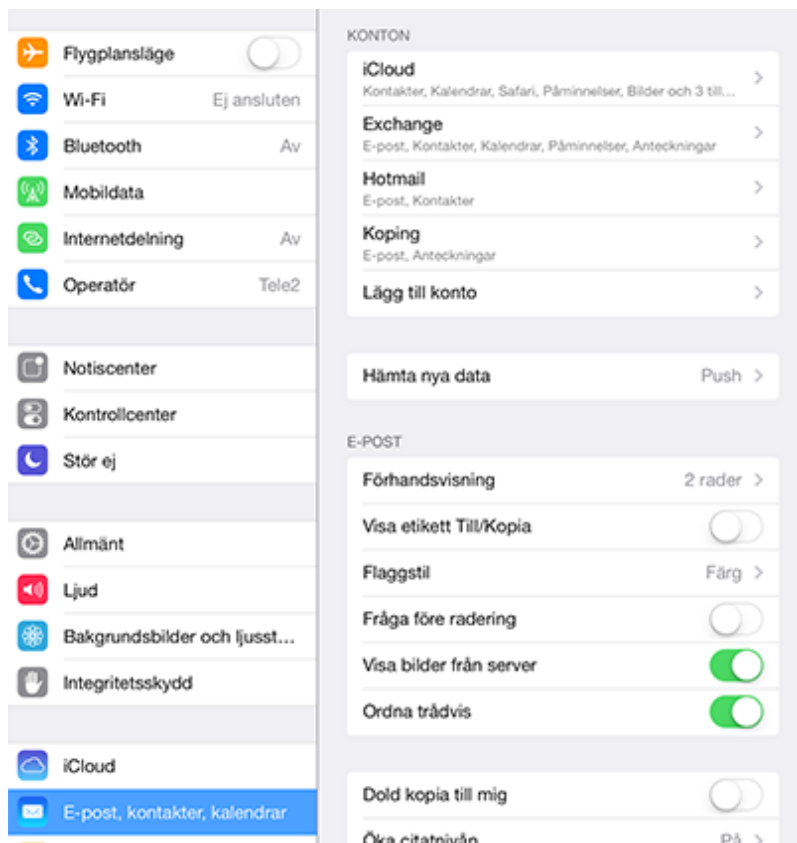 Flygplansläge
Wi-Fi Ej ansluten
Bluetooth Av
Mobildata
Internetdelning Av
Operatör Tele2
Notiscenter
Kontrollcenter
Stör ej
Allmänt
Ljud
Bakgrundsbilder och ljusst...
Integritetsskydd
iCloud
E-post, kontakter, kalendrar
KONTON
iCloud
Kontakter, Kalendrar, Safari, Påminnelser, Bilder och 3 till...
Exchange
E-post, Kontakter, Kalendrar, Påminnelser, Anteckningar
Hotmail
E-post, Kontakter
Koping
E-post, Anteckningar
Lägg till konto
Hämta nya data Push
E-POST
Förhandsvisning 2 rader
Visa etikett Till/Kopia
Flaggstil Färg
Fråga före radering
Visa bilder från server
Ordna trådvis
Dold kopia till mig
Öka citatnivån På